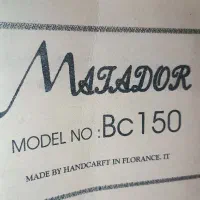 MATADOR
MODEL NO :Bc150
MADE BY HANDCARFT IN FLORANCE. IT